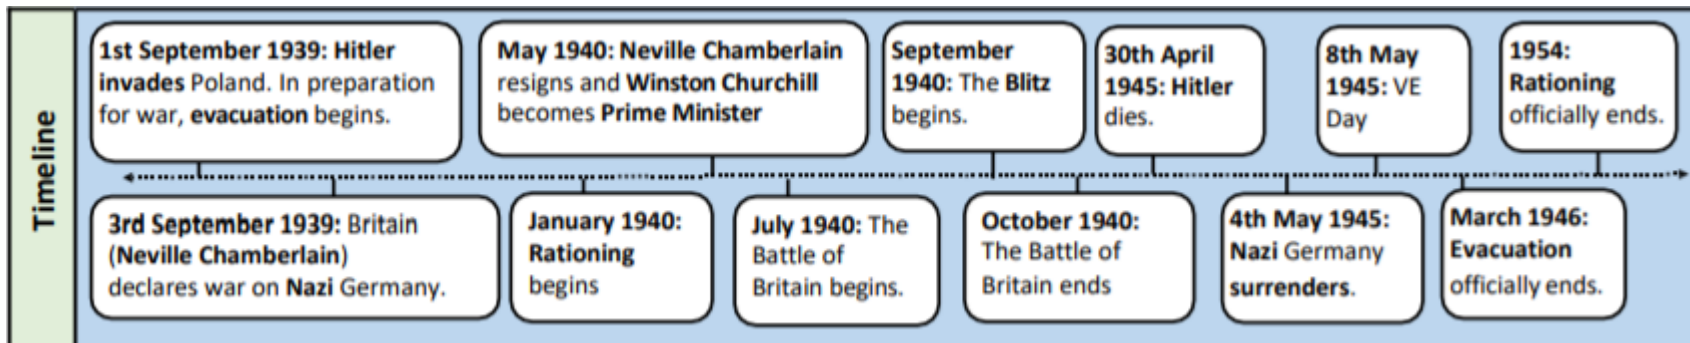 Timeline
1st September 1939: Hitler
invades Poland. In preparation
for war, evacuation begins.
3rd September 1939: Britain
(Neville Chamberlain)
declares war on Nazi Germany.
January 1940:
Rationing
begins
May 1940: Neville Chamberlain
resigns and Winston Churchill
becomes Prime Minister
July 1940: The
Battle of
Britain begins.
September
1940: The Blitz
begins.
October 1940:
The Battle of
Britain ends
30th April
1945: Hitler
dies.
4th May 1945:
Nazi Germany
surrenders.
8th May
1945: VE
Day
March 1946:
Evacuation
officially ends.
1954:
Rationing
officially ends.